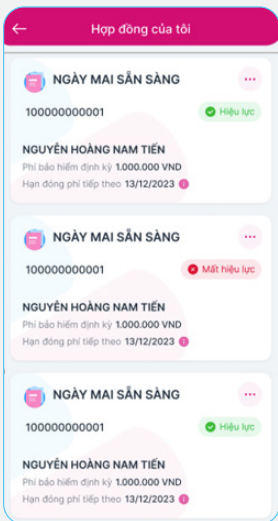 Hợp đồng của tôi
NGÀY MAI SẴN SÀNG
100000000001
Hiệu lực
NGUYỄN HOÀNG NAM TIẾN
Phí bảo hiểm định kỳ 1.000.000 VND
Hạn đóng phí tiếp theo 13/12/2023
NGÀY MAI SẴN SÀNG
100000000001
Mất hiệu lực
NGUYỄN HOÀNG NAM TIẾN
Phí bảo hiểm định kỳ 1.000.000 VND
Hạn đóng phí tiếp theo 13/12/2023
NGÀY MAI SẴN SÀNG
100000000001
Hiệu lực
NGUYỄN HOÀNG NAM TIẾN
Phí bảo hiểm định kỳ 1.000.000 VND
Hạn đóng phí tiếp theo 13/12/2023